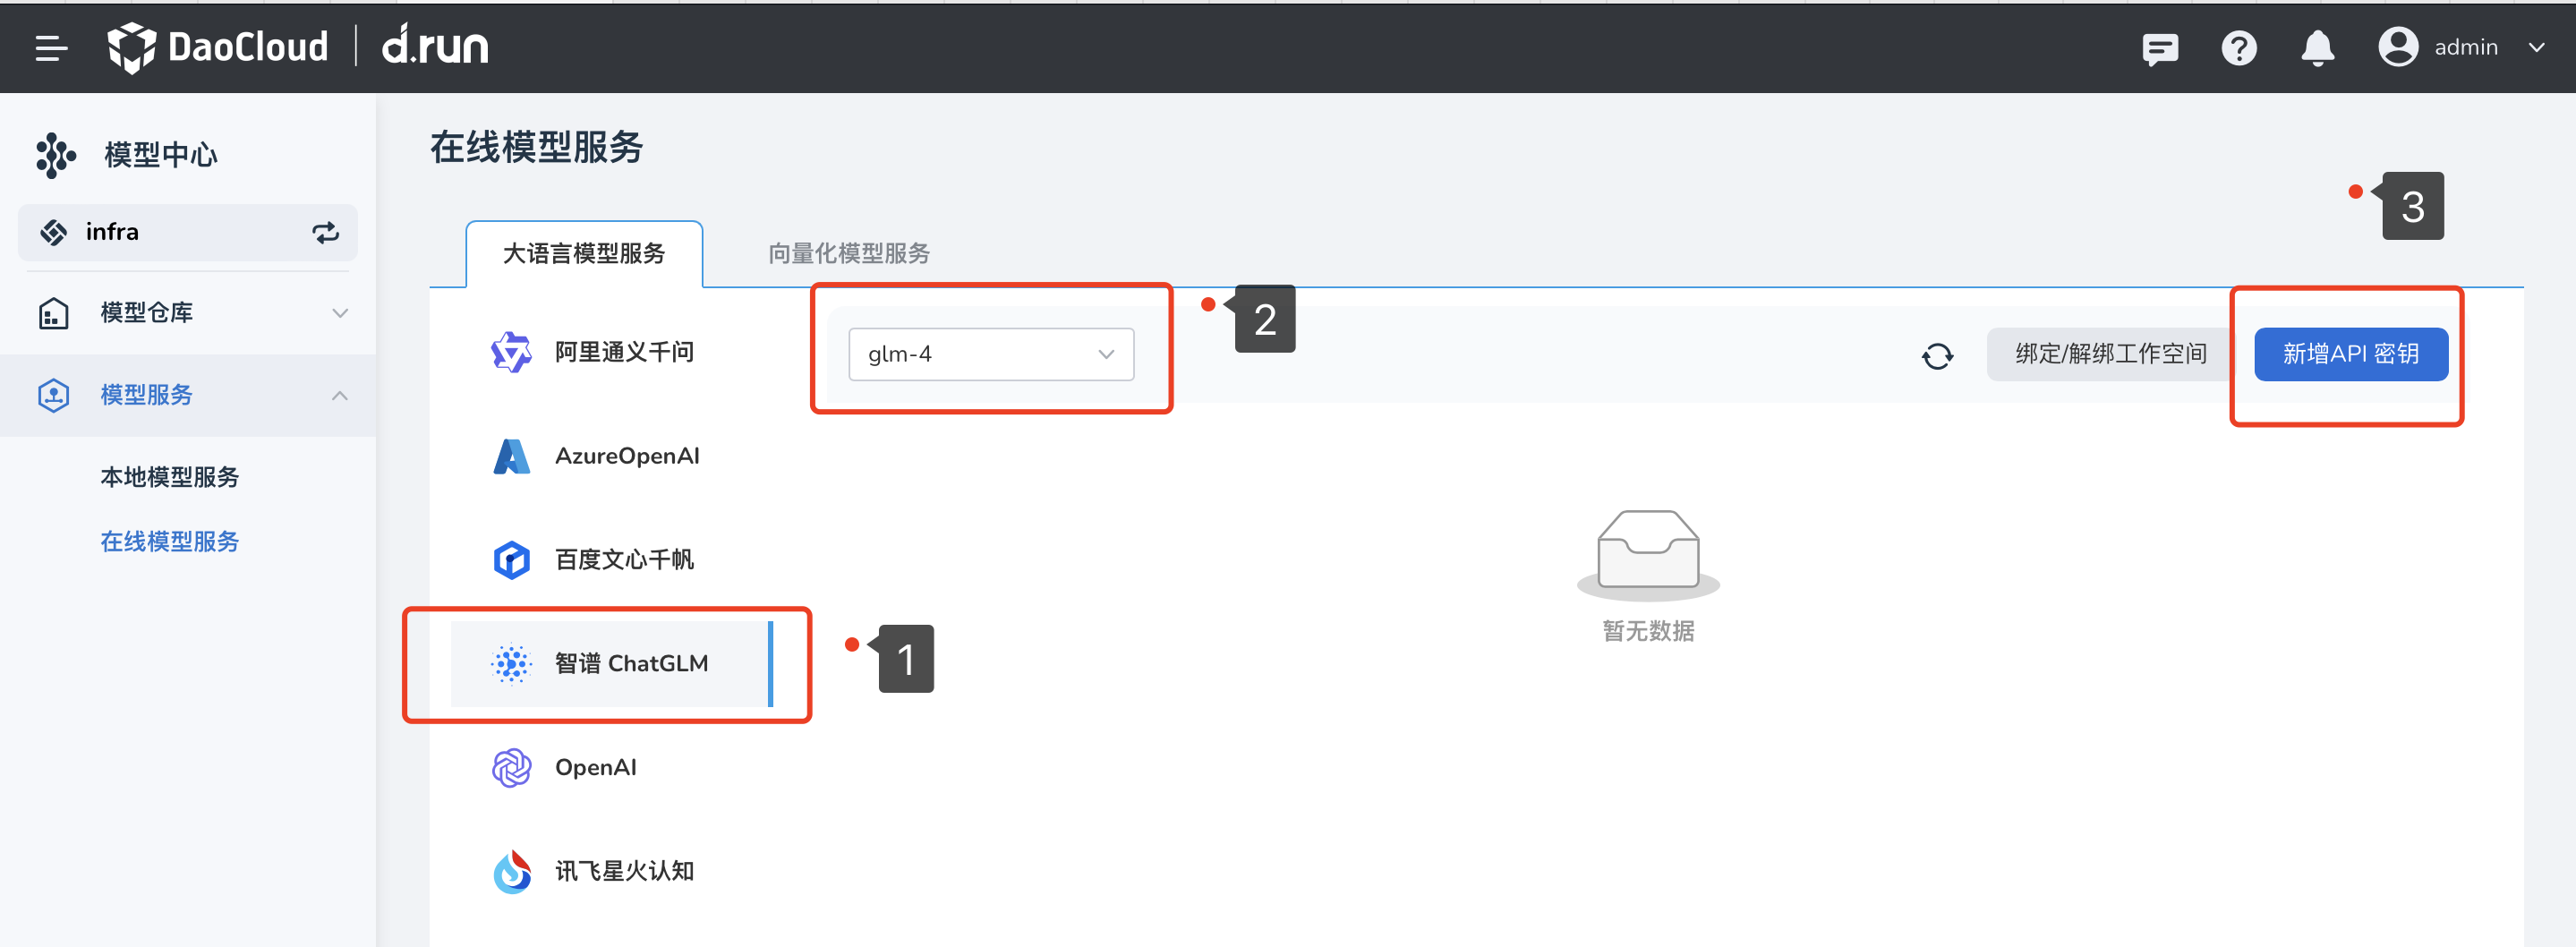 DaoCloud | d.run
admin
模型中心
infra
模型仓库
模型服务
本地模型服务
在线模型服务
在线模型服务
3
大语言模型服务
向量化模型服务
2
glm-4
绑定/解绑工作空间
新增API 密钥
阿里通义千问
AzureOpenAI
百度文心千帆
智谱 ChatGLM
1
OpenAI
讯飞星火认知
暂无数据